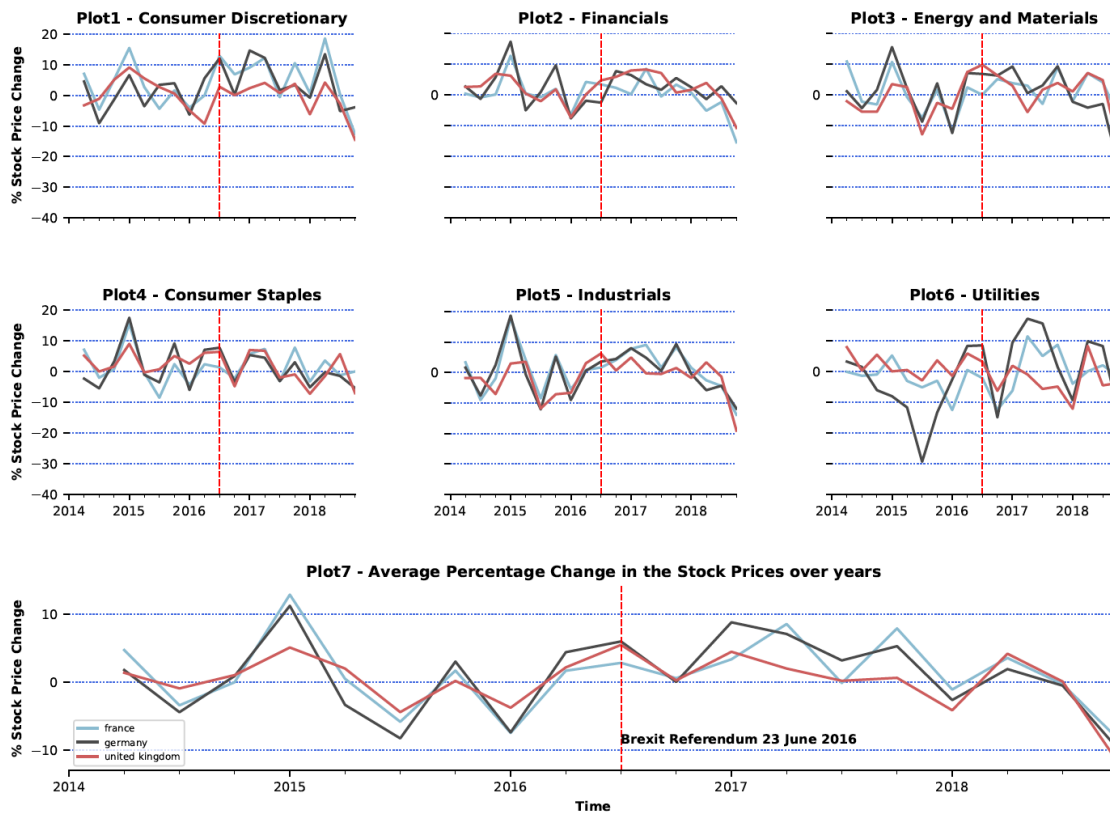 Plot1 - Consumer Discretionary
Plot2 - Financials
Plot3 - Energy and Materials
% Stock Price Change
20
10
0
−10
−20
−30
−40
0
0
Plot4 - Consumer Staples
Plot5 - Industrials
Plot6 - Utilities
% Stock Price Change
20
10
0
−10
−20
−30
−40
0
0
2014 2015 2016 2017 2018
2014 2015 2016 2017 2018
2014 2015 2016 2017 2018
Plot7 - Average Percentage Change in the Stock Prices over years
% Stock Price Change
10
0
−10
france
germany
united kingdom
Brexit Referendum 23 June 2016
2014 2015 2016 2017 2018
Time